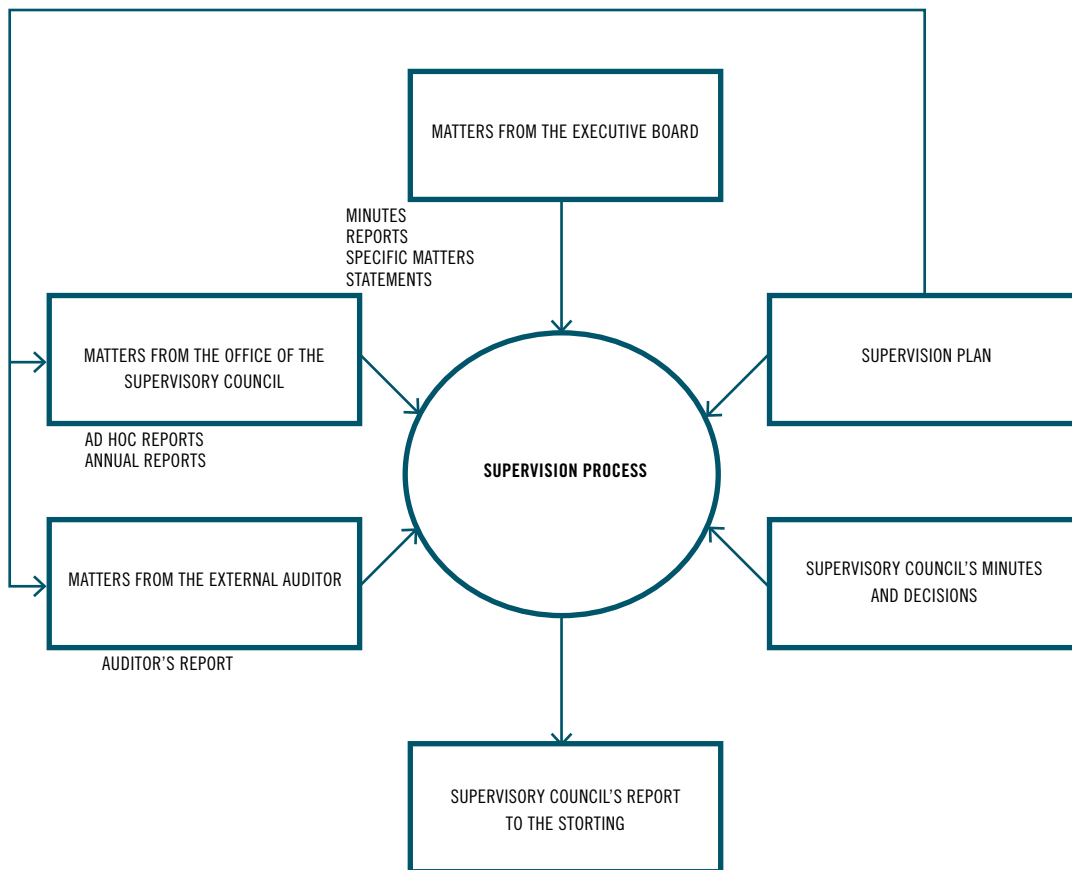 MATTERS FROM THE EXECUTIVE BOARD
MINUTES
REPORTS
SPECIFIC MATTERS
STATEMENTS
MATTERS FROM THE OFFICE OF THE
SUPERVISORY COUNCIL
SUPERVISION PLAN
AD HOC REPORTS
ANNUAL REPORTS
SUPERVISION PROCESS
MATTERS FROM THE EXTERNAL AUDITOR
SUPERVISORY COUNCIL’S MINUTES
AND DECISIONS
AUDITOR’S REPORT
SUPERVISORY COUNCIL’S REPORT
TO THE STORTING